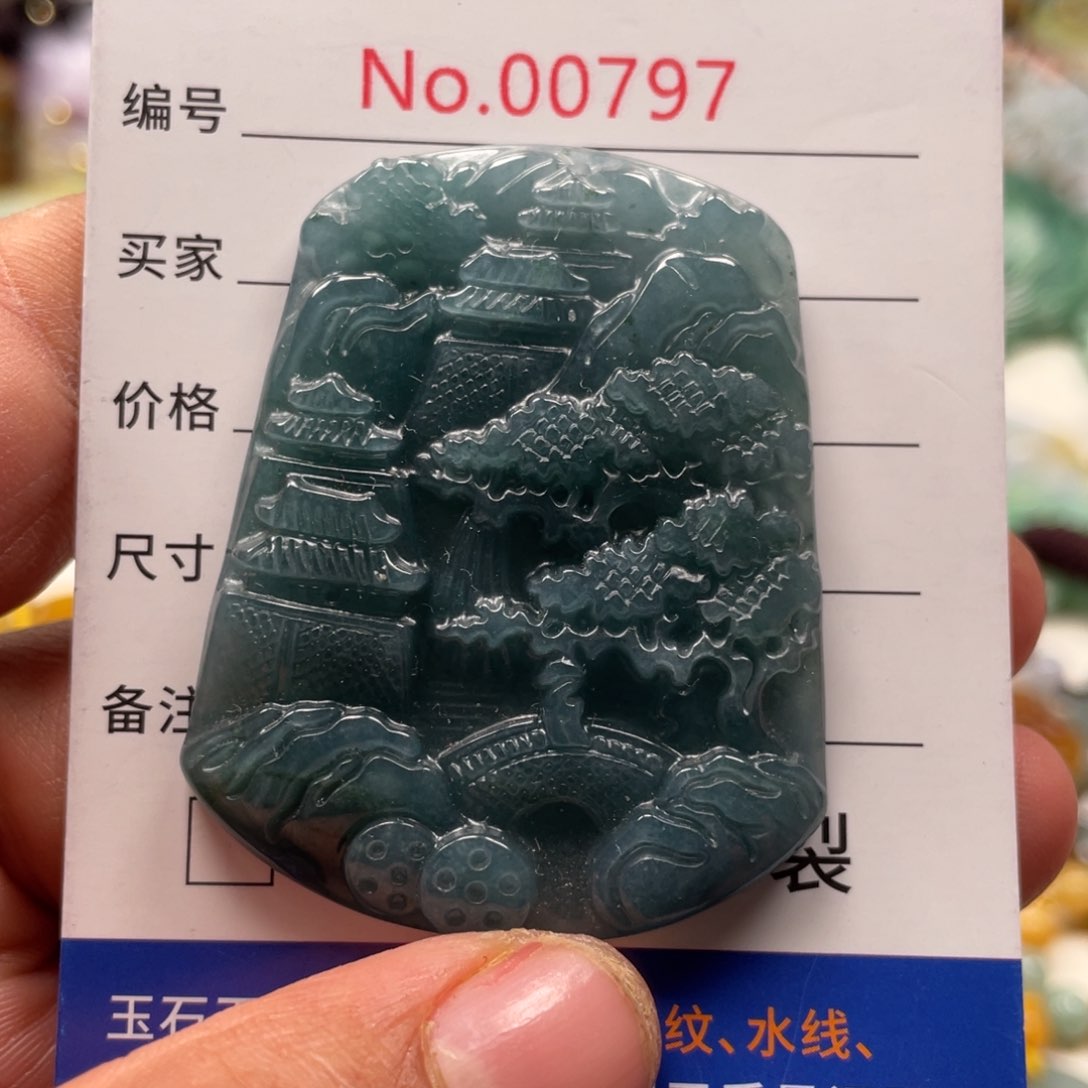 编号 No.00797
买家
价格
尺寸
备注
裂
玉石
纹、水线、